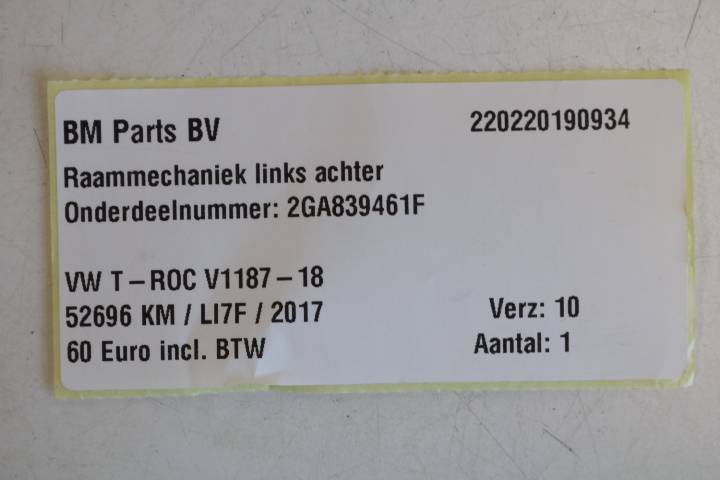 BM Parts BV 220220190934
Raammechaniek links achter
Onderdeelnummer: 2GA839461F
VW T-ROC V1187-18
52696 KM / LI7F / 2017 Verz: 10
60 Euro incl. BTW Aantal: 1